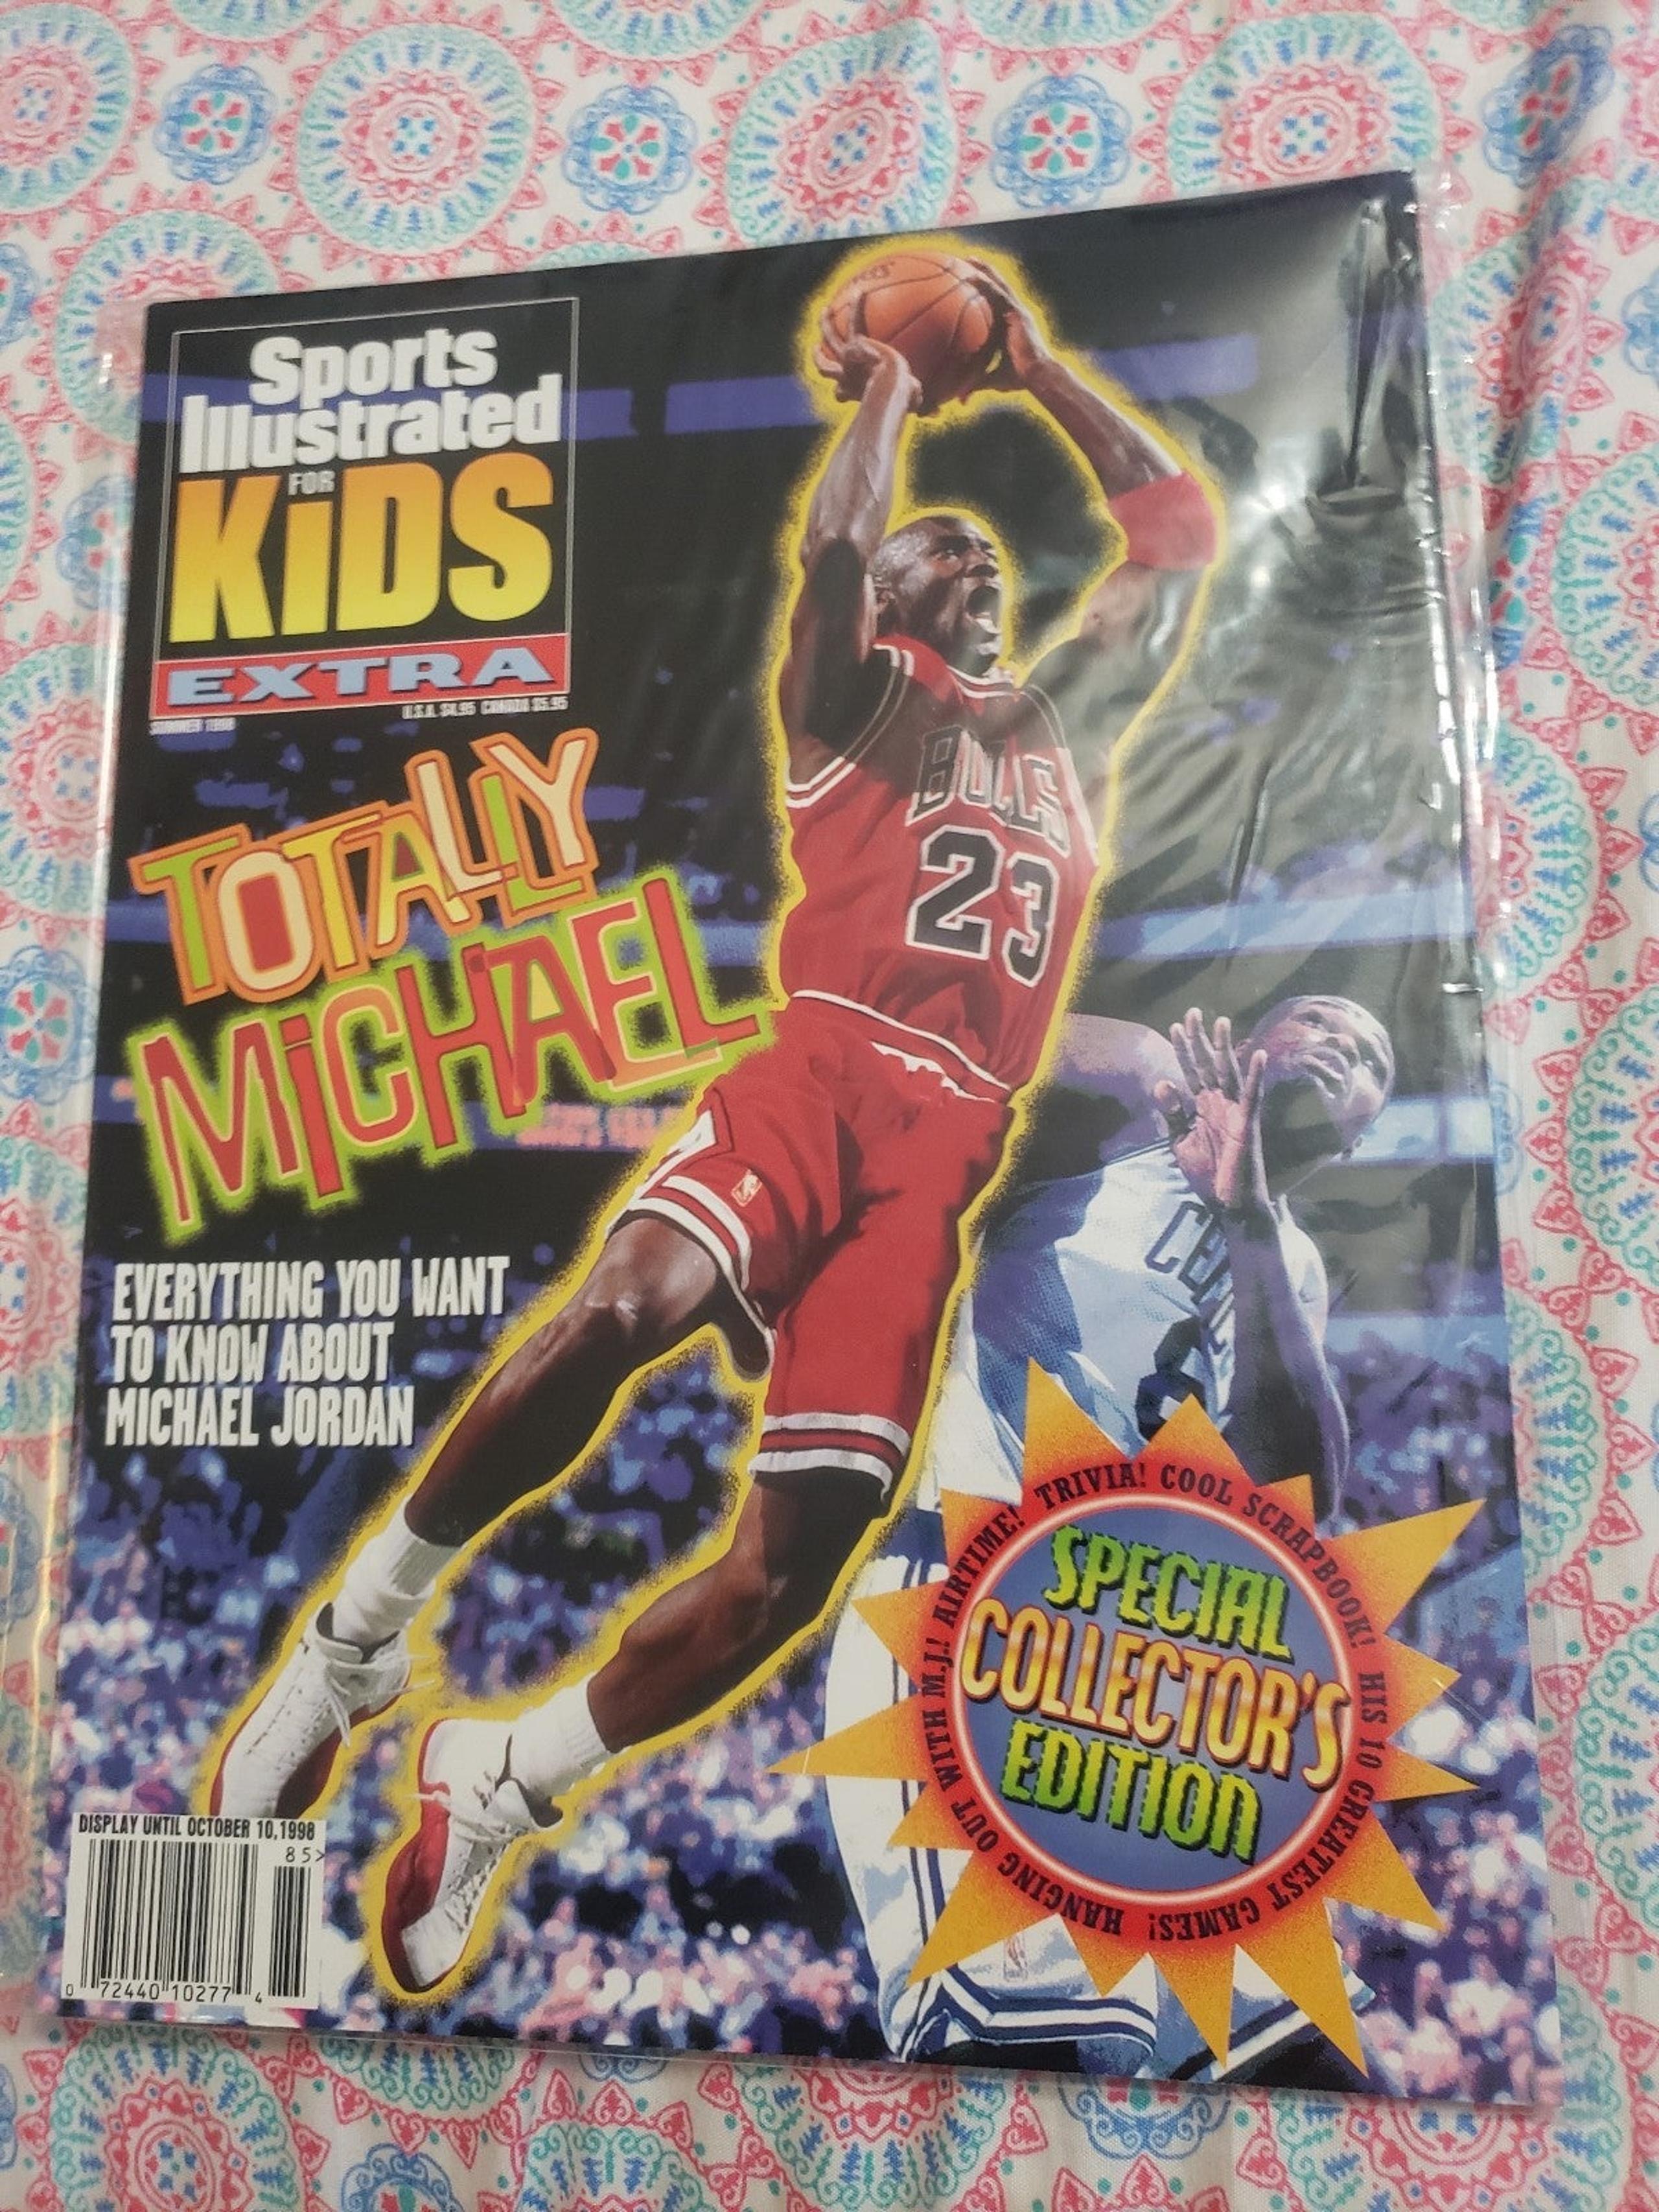 Sports
Illustrated
FOR
KiDS
EXTRA
SUMMER 1998
U.S.A. $4.95 CANADA $5.95
TOTALLY
MiCHAEL
BULLS
23
EVERYTHING YOU WANT
TO KNOW ABOUT
MICHAEL JORDAN
HANGING OUT WITH M.J.! AIRTIME! TRIVIA! COOL SCRAPBOOK! HIS 10 GREATEST GAMES!
SPECIAL
COLLECTOR'S
EDITION
DISPLAY UNTIL OCTOBER 10,1998
85>
0 72440 10277 4